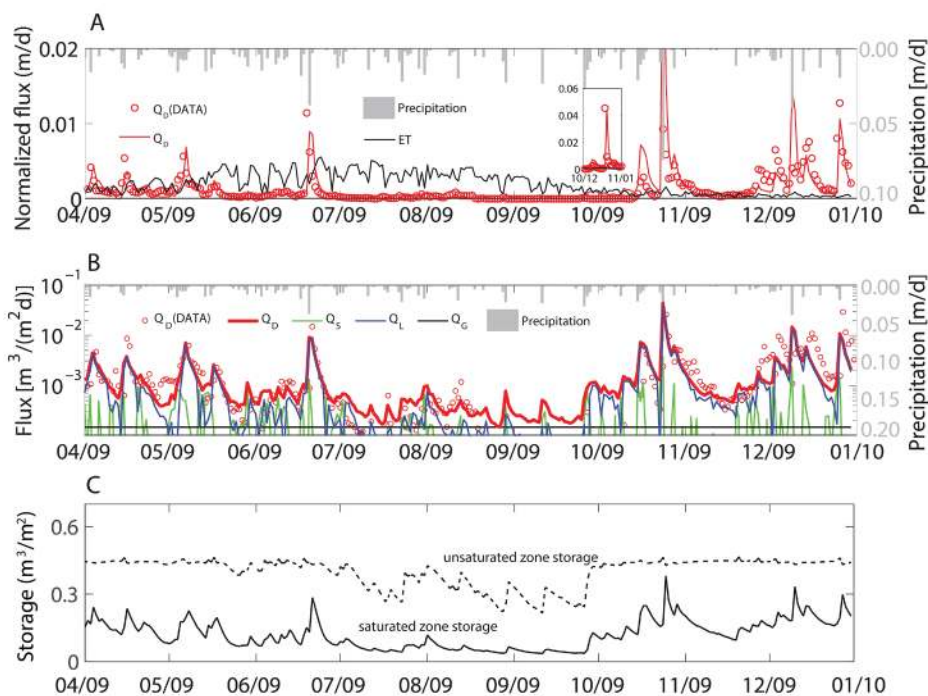 A
Normalized flux (m/d)
0.02
0.01
0
Q_D(DATA)
Q_D
Precipitation
ET
0.06
0.04
0.02
0
10/12
11/01
0.00
0.05
0.10
Precipitation [m/d]
04/09 05/09 06/09 07/09 08/09 09/09 10/09 11/09 12/09 01/10
B
Flux [m³/(m²d)]
10⁻¹
10⁻²
10⁻³
Q_D(DATA) Q_D Q_S Q_L Q_G Precipitation
0.00
0.05
0.10
0.15
0.20
Precipitation [m/d]
04/09 05/09 06/09 07/09 08/09 09/09 10/09 11/09 12/09 01/10
C
Storage (m³/m²)
0.6
0.3
0
unsaturated zone storage
saturated zone storage
04/09 05/09 06/09 07/09 08/09 09/09 10/09 11/09 12/09 01/10